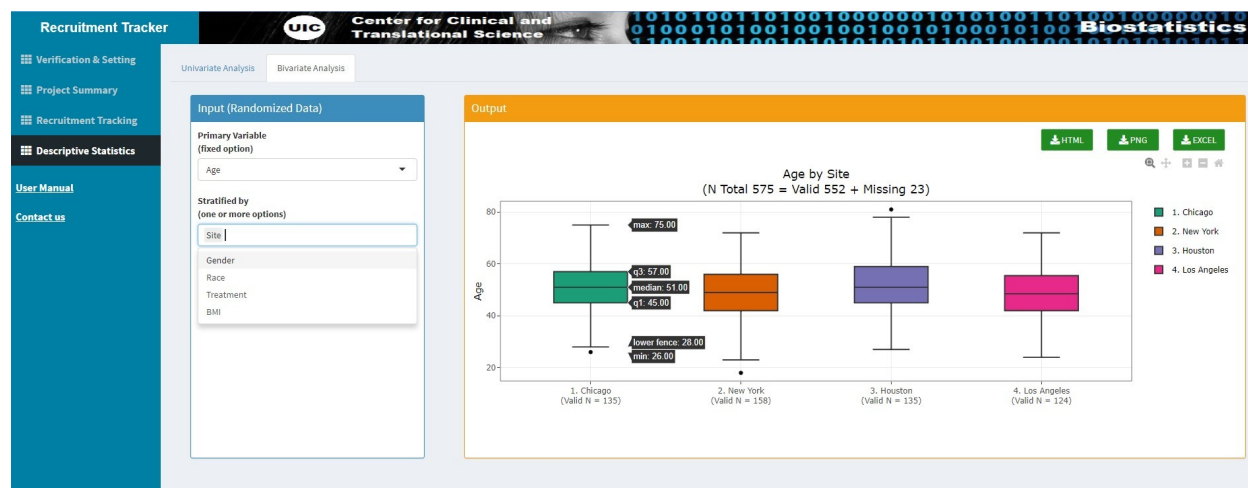 Recruitment Tracker
UIC
Center for Clinical and
Translational Science
Biostatistics
Verification & Setting
Project Summary
Recruitment Tracking
Descriptive Statistics
User Manual
Contact us
Univariate Analysis
Bivariate Analysis
Input (Randomized Data)
Primary Variable
(fixed option)
Age
Stratified by
(one or more options)
Site
Gender
Race
Treatment
BMI
Output
HTML
PNG
EXCEL
Age by Site
(N Total 575 = Valid 552 + Missing 23)
Age
80
60
40
20
max: 75.00
q3: 57.00
median: 51.00
q1: 45.00
lower fence: 28.00
min: 26.00
1. Chicago
(Valid N = 135)
2. New York
(Valid N = 158)
3. Houston
(Valid N = 135)
4. Los Angeles
(Valid N = 124)
1. Chicago
2. New York
3. Houston
4. Los Angeles